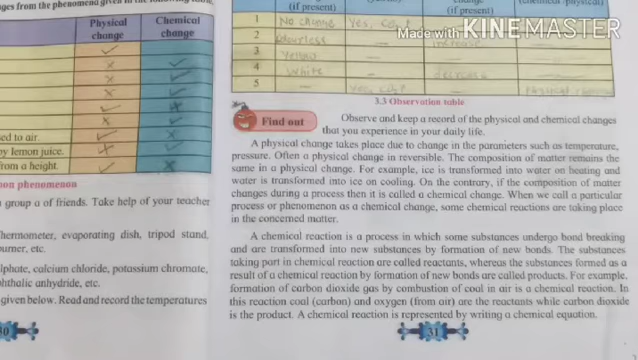 ges from the phenomena given in the following table.
Physical change
Chemical change
ed to air.
by lemon juice.
from a height.
on phenomenon
a group of friends. Take help of your teacher
hermometer, evaporating dish, tripod stand,
burner, etc.
lphate, calcium chloride, potassium chromate,
phthalic anhydride, etc.
given below. Read and record the temperatures
30
(if present)
change
(if present)
(chemical /physical)
1 No change Yes, CO₂↑
2 odourless — increase
3 Yellow — —
4 white — decrease
5 — yes, CO₂↑ —
Made with KINEMASTER
3.3 Observation table
Find out
Observe and keep a record of the physical and chemical changes
that you experience in your daily life.
A physical change takes place due to change in the parameters such as temperature,
pressure. Often a physical change in reversible. The composition of matter remains the
same in a physical change. For example, ice is transformed into water on heating and
water is transformed into ice on cooling. On the contrary, if the composition of matter
changes during a process then it is called a chemical change. When we call a particular
process or phenomenon as a chemical change, some chemical reactions are taking place
in the concerned matter.
A chemical reaction is a process in which some substances undergo bond breaking
and are transformed into new substances by formation of new bonds. The substances
taking part in chemical reaction are called reactants, whereas the substances formed as a
result of a chemical reaction by formation of new bonds are called products. For example,
formation of carbon dioxide gas by combustion of coal in air is a chemical reaction. In
this reaction coal (carbon) and oxygen (from air) are the reactants while carbon dioxide
is the product. A chemical reaction is represented by writing a chemical equation.
31